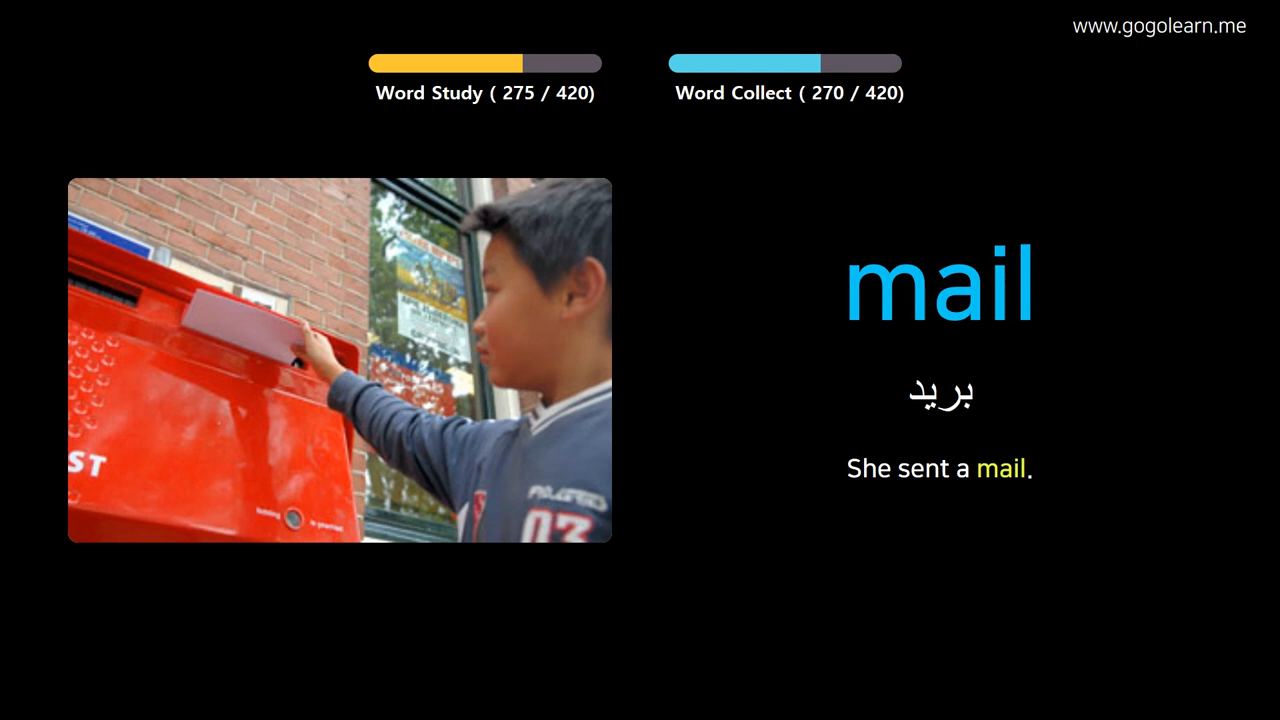 www.gogolearn.me
Word Study ( 275 / 420)
Word Collect ( 270 / 420)
mail
بريد
She sent a mail.
ST
03